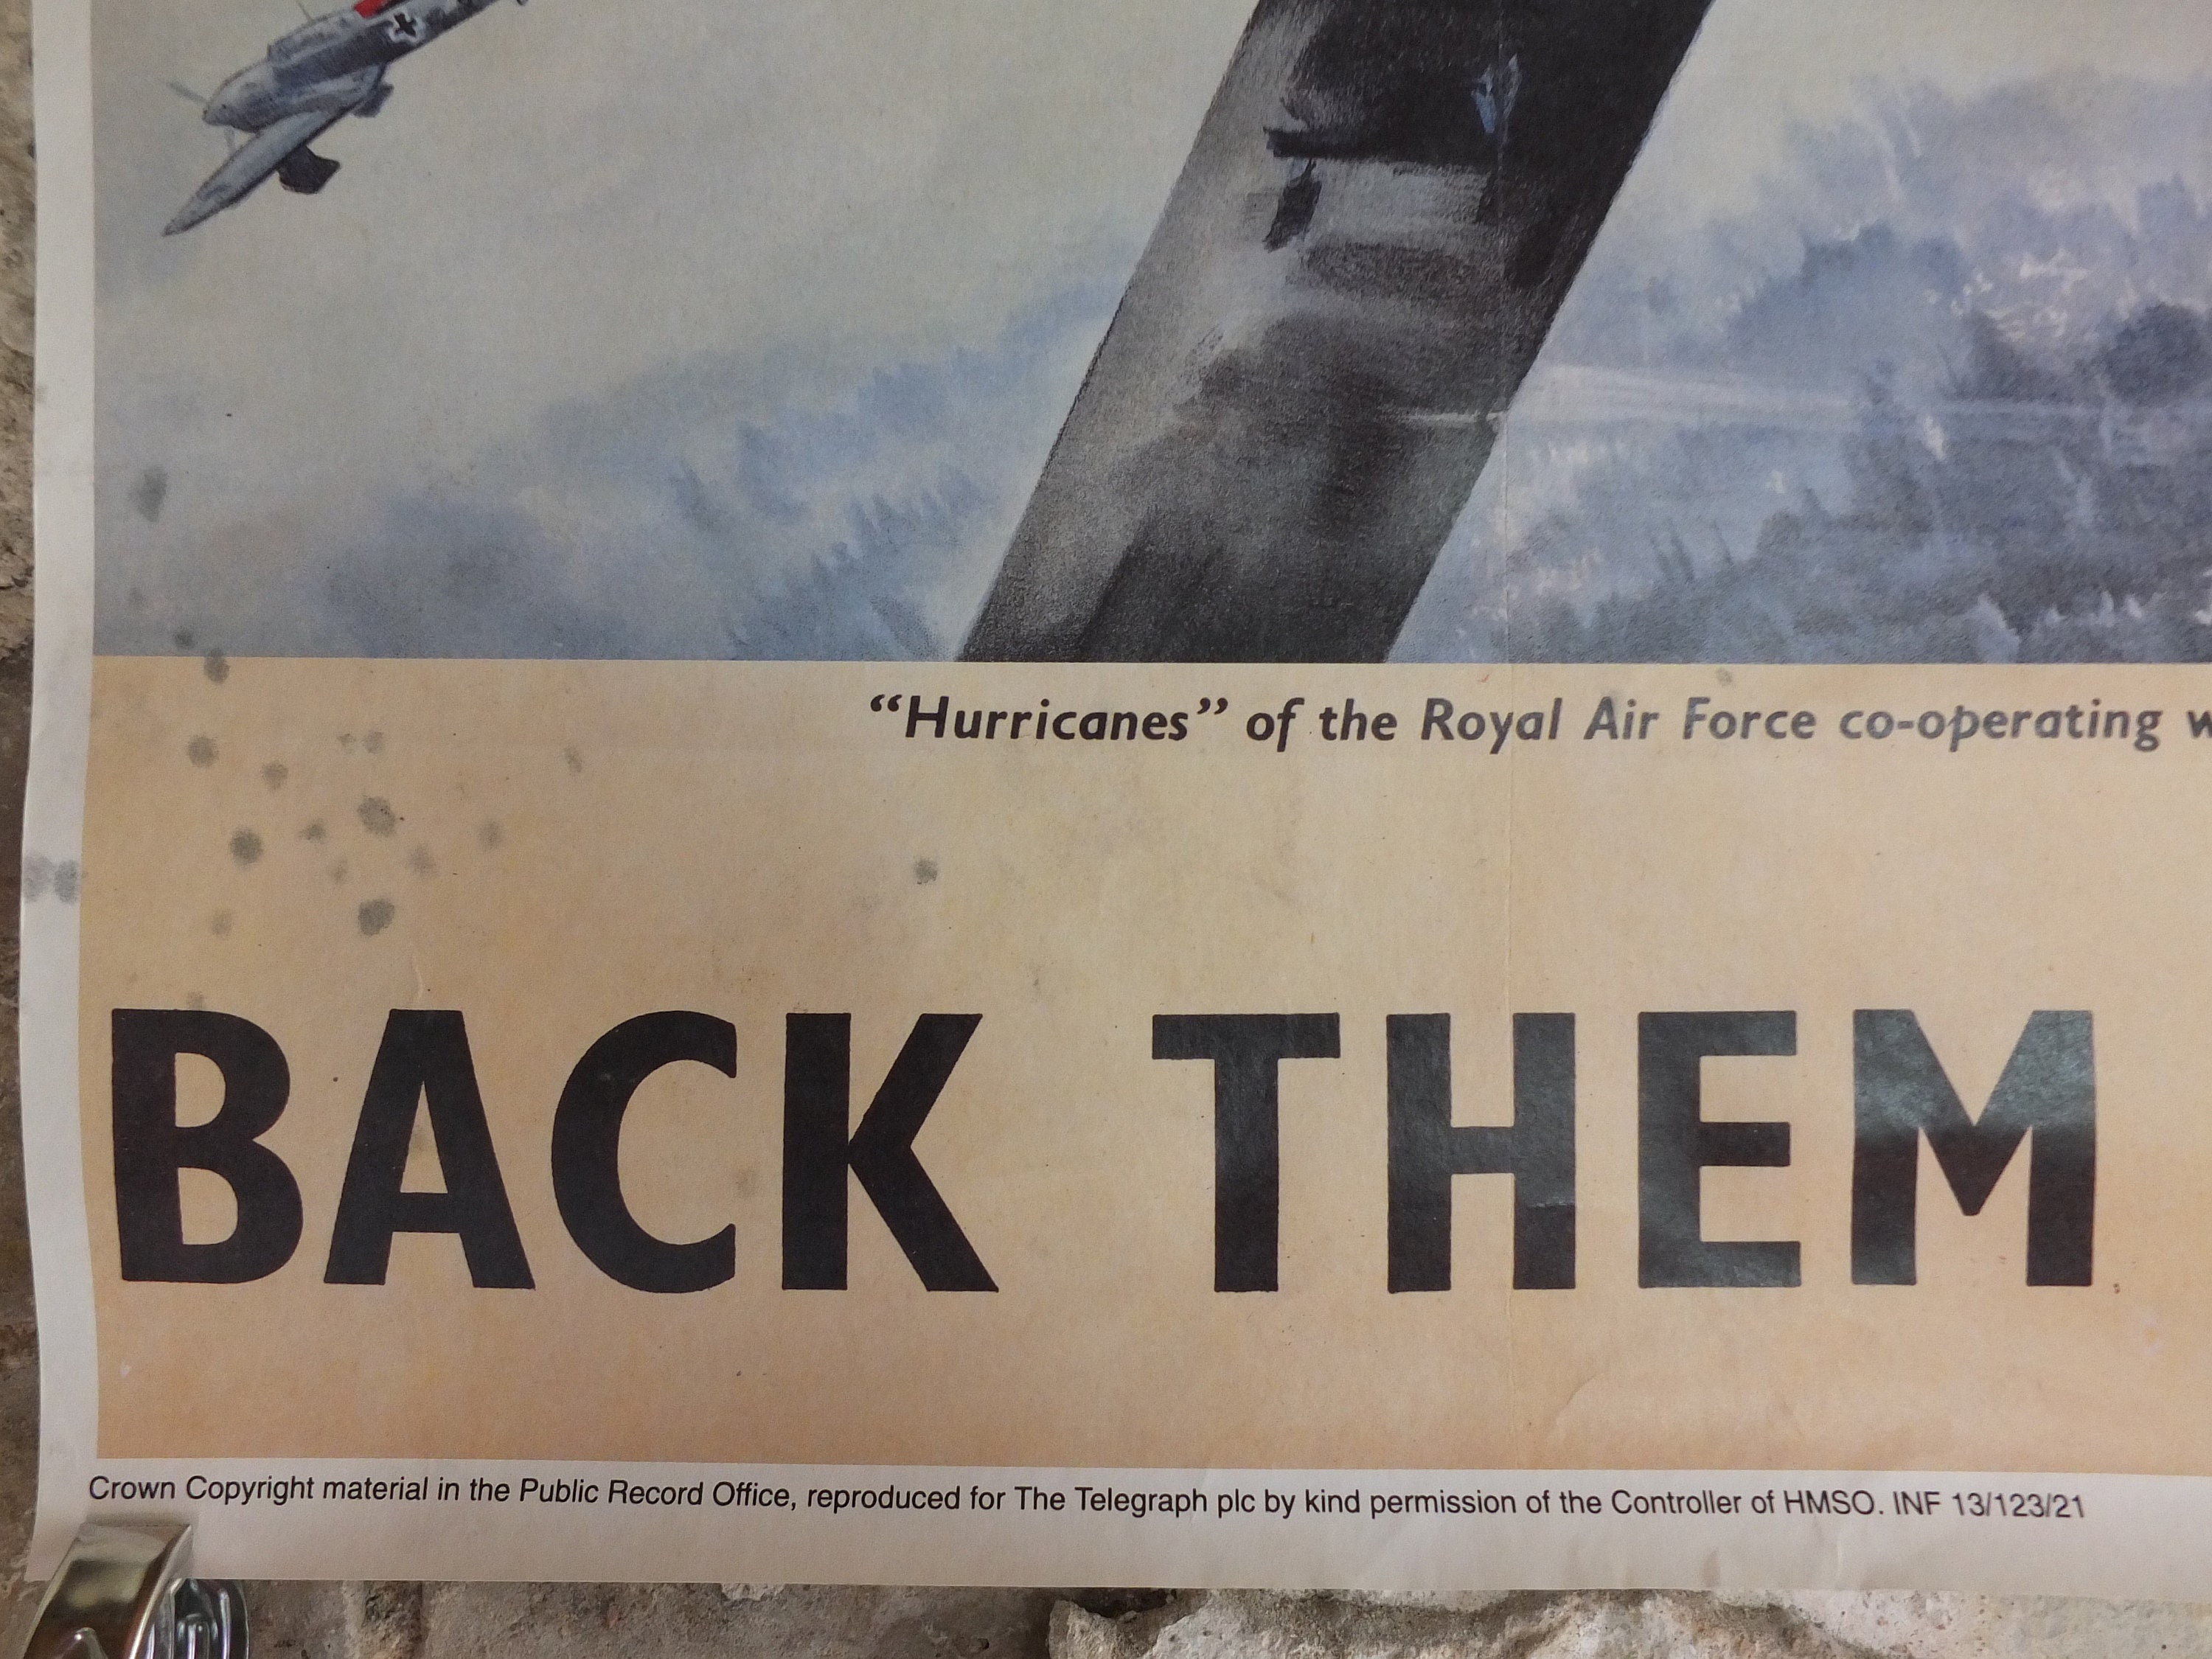 “Hurricanes” of the Royal Air Force co-operating
BACK THEM
Crown Copyright material in the Public Record Office, reproduced for The Telegraph plc by kind permission of the Controller of HMSO. INF 13/123/21